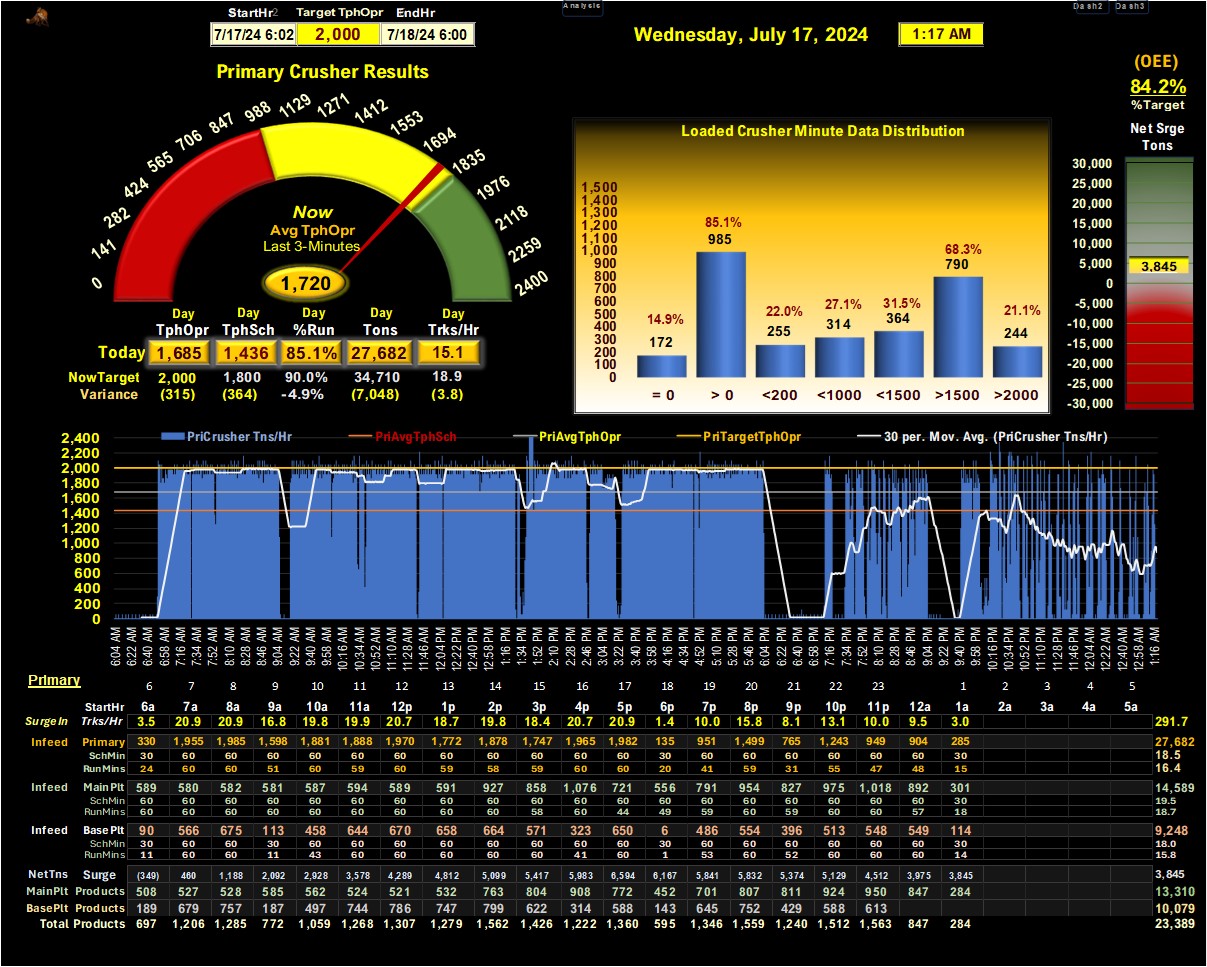 Analysis
Dash2 Dash3
StartHr2 Target TphOpr EndHr
7/17/24 6:02 2,000 7/18/24 6:00
Wednesday, July 17, 2024 1:17 AM
(OEE)
84.2%
%Target
Net Srge
Tons
30,000
25,000
20,000
15,000
10,000
5,000
3,845
0
-5,000
-10,000
-15,000
-20,000
-25,000
-30,000
Primary Crusher Results
0 141 282 424 565 706 847 988 1129 1271 1412 1553 1694 1835 1976 2118 2259 2400
Now
Avg TphOpr
Last 3-Minutes
1,720
Day Day Day Day Day
TphOpr TphSch %Run Tons Trks/Hr
Today 1,685 1,436 85.1% 27,682 15.1
NowTarget 2,000 1,800 90.0% 34,710 18.9
Variance (315) (364) -4.9% (7,048) (3.8)
Loaded Crusher Minute Data Distribution
1,500
1,400
1,300
1,200
1,100
1,000
900
800
700
600
500
400
300
200
100
0
14.9% 85.1% 22.0% 27.1% 31.5% 68.3% 21.1%
172 985 255 314 364 790 244
= 0 > 0 <200 <1000 <1500 >1500 >2000
PriCrusher Tns/Hr PriAvgTphSch PriAvgTphOpr PriTargetTphOpr 30 per. Mov. Avg. (PriCrusher Tns/Hr)
2,400
2,200
2,000
1,800
1,600
1,400
1,200
1,000
800
600
400
200
0
6:04 AM 6:22 AM 6:40 AM 6:58 AM 7:16 AM 7:34 AM 7:52 AM 8:10 AM 8:28 AM 8:46 AM 9:04 AM 9:22 AM 9:40 AM 9:58 AM 10:16 AM 10:34 AM 10:52 AM 11:10 AM 11:28 AM 11:46 AM 12:04 PM 12:22 PM 12:40 PM 12:58 PM 1:16 PM 1:34 PM 1:52 PM 2:10 PM 2:28 PM 2:46 PM 3:04 PM 3:22 PM 3:40 PM 3:58 PM 4:16 PM 4:34 PM 4:52 PM 5:10 PM 5:28 PM 5:46 PM 6:04 PM 6:22 PM 6:40 PM 6:58 PM 7:16 PM 7:34 PM 7:52 PM 8:10 PM 8:28 PM 8:46 PM 9:04 PM 9:22 PM 9:40 PM 9:58 PM 10:16 PM 10:34 PM 10:52 PM 11:10 PM 11:28 PM 11:46 PM 12:04 AM 12:22 AM 12:40 AM 12:58 AM 1:16 AM
Primary
6 7 8 9 10 11 12 13 14 15 16 17 18 19 20 21 22 23 1 2 3 4 5
StartHr 6a 7a 8a 9a 10a 11a 12p 1p 2p 3p 4p 5p 6p 7p 8p 9p 10p 11p 12a 1a 2a 3a 4a 5a
SurgeIn Trks/Hr 3.5 20.9 20.9 16.8 19.8 19.9 20.7 18.7 19.8 18.4 20.7 20.9 1.4 10.0 15.8 8.1 13.1 10.0 9.5 3.0 291.7
Infeed Primary 330 1,955 1,985 1,598 1,881 1,888 1,970 1,772 1,878 1,747 1,965 1,982 135 951 1,499 765 1,243 949 904 285 27,682
SchMin 30 60 60 60 60 60 60 60 60 60 60 60 30 60 60 60 60 60 60 30 18.5
RunMins 24 60 60 51 60 59 60 59 58 59 60 60 20 41 59 31 55 47 48 15 16.4
Infeed MainPlt 589 580 582 581 587 594 589 591 927 858 1,076 721 556 791 954 827 975 1,018 892 301 14,589
SchMin 60 60 60 60 60 60 60 60 60 60 60 60 60 60 60 60 60 60 60 30 19.5
RunMins 60 60 60 60 60 60 60 60 60 58 60 44 49 59 60 60 60 60 57 18 18.7
Infeed BasePlt 90 566 675 113 458 644 670 658 664 571 323 650 6 486 554 396 513 548 549 114 9,248
SchMin 30 60 60 30 60 60 60 60 60 60 60 60 30 60 60 60 60 60 60 30 18.0
RunMins 11 60 60 11 43 60 60 60 60 60 41 60 1 53 60 52 60 60 60 14 15.8
NetTns Surge (349) 460 1,188 2,092 2,928 3,578 4,289 4,812 5,099 5,417 5,983 6,594 6,167 5,841 5,832 5,374 5,129 4,512 3,975 3,845 3,845
MainPlt Products 508 527 528 585 562 524 521 532 763 804 908 772 452 701 807 811 924 950 847 284 13,310
BasePlt Products 189 679 757 187 497 744 786 747 799 622 314 588 143 645 752 429 588 613 10,079
Total Products 697 1,206 1,285 772 1,059 1,268 1,307 1,279 1,562 1,426 1,222 1,360 595 1,346 1,559 1,240 1,512 1,563 847 284 23,389